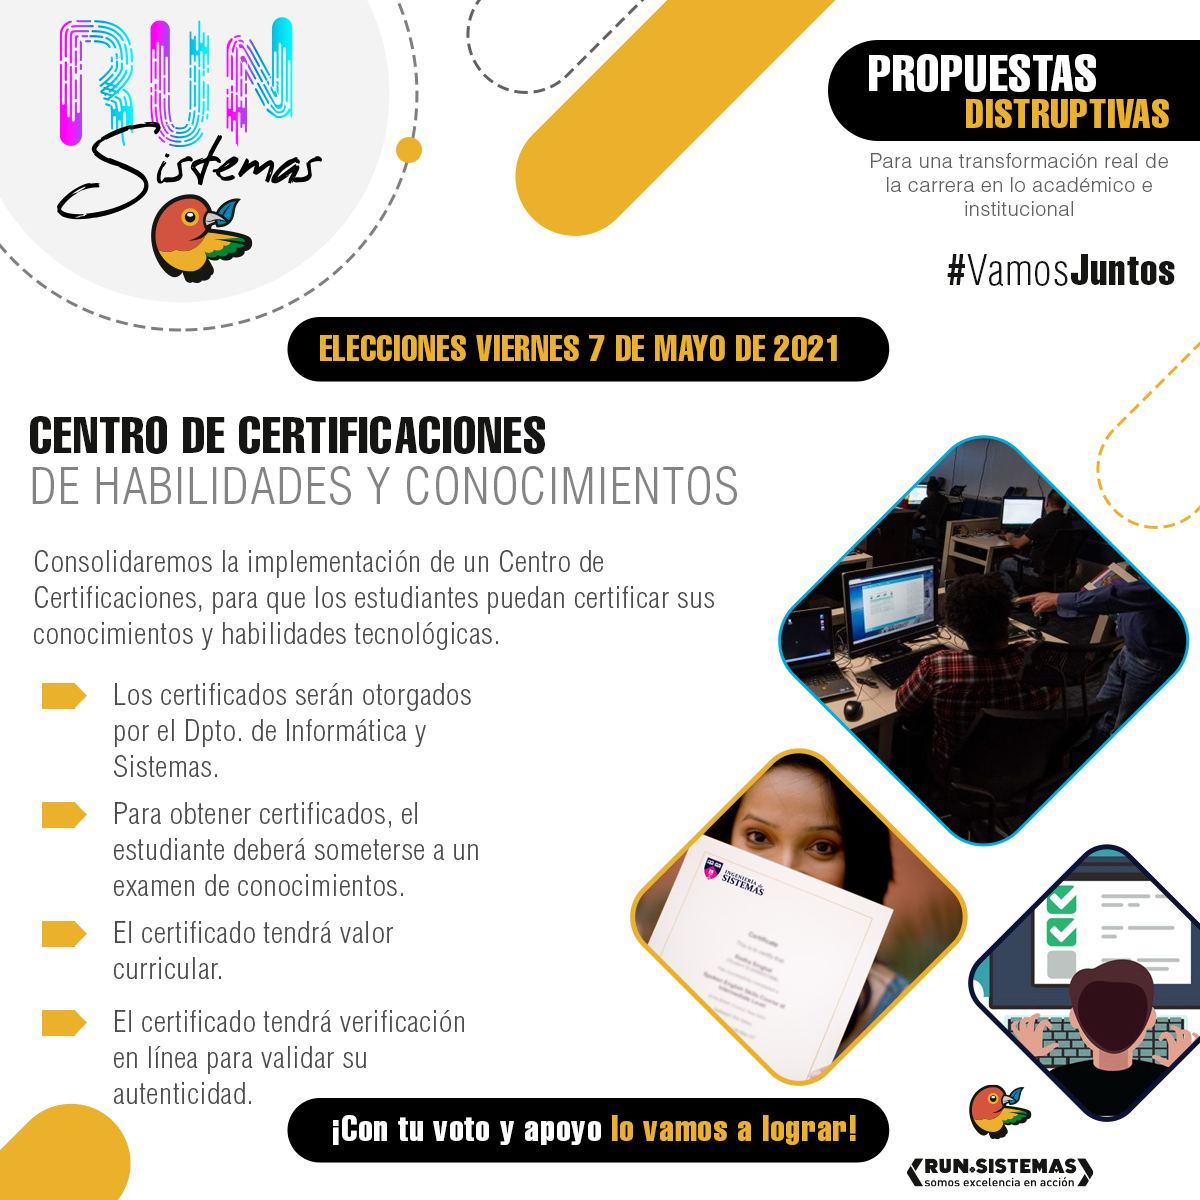 RUN
Sistemas
PROPUESTAS
DISTRUPTIVAS
Para una transformación real de
la carrera en lo académico e
institucional
#VamosJuntos
ELECCIONES VIERNES 7 DE MAYO DE 2021
CENTRO DE CERTIFICACIONES
DE HABILIDADES Y CONOCIMIENTOS
Consolidaremos la implementación de un Centro de
Certificaciones, para que los estudiantes puedan certificar sus
conocimientos y habilidades tecnológicas.
Los certificados serán otorgados
por el Dpto. de Informática y
Sistemas.
Para obtener certificados, el
estudiante deberá someterse a un
examen de conocimientos.
El certificado tendrá valor
curricular.
El certificado tendrá verificación
en línea para validar su
autenticidad.
INGENIERÍA de
SISTEMAS
Certificate
¡Con tu voto y apoyo lo vamos a lograr!
RUN SISTEMAS
somos excelencia en acción